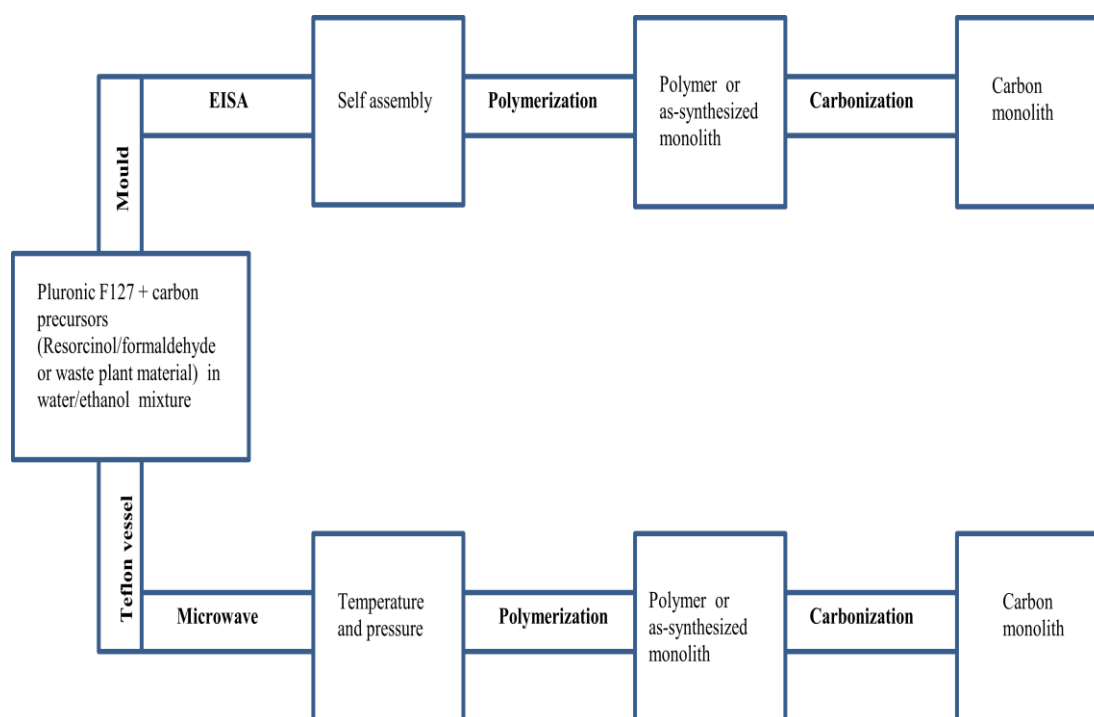 EISA
Self assembly
Polymerization
Polymer or
as-synthesized
monolith
Carbonization
Carbon
monolith
Mould
Pluronic F127 + carbon
precursors
(Resorcinol/formaldehyde
or waste plant material) in
water/ethanol mixture
Teflon vessel
Microwave
Temperature
and pressure
Polymerization
Polymer or
as-synthesized
monolith
Carbonization
Carbon
monolith